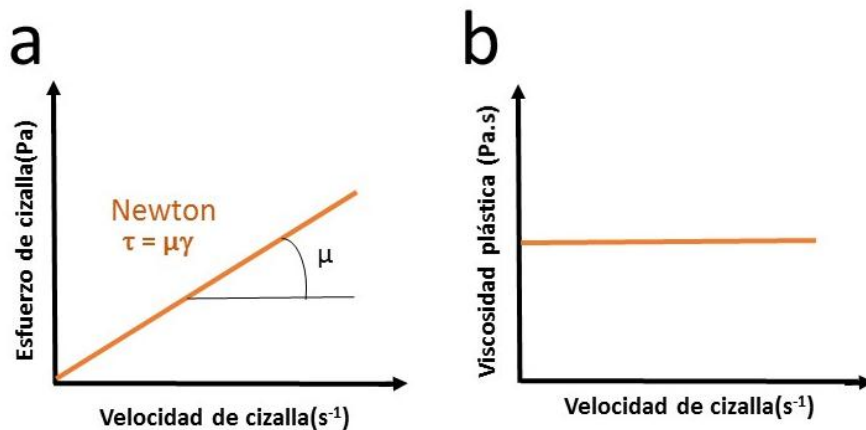 a
Esfuerzo de cizalla(Pa)
Newton
τ = μγ
μ
Velocidad de cizalla(s⁻¹)
b
Viscosidad plástica (Pa.s)
Velocidad de cizalla(s⁻¹)